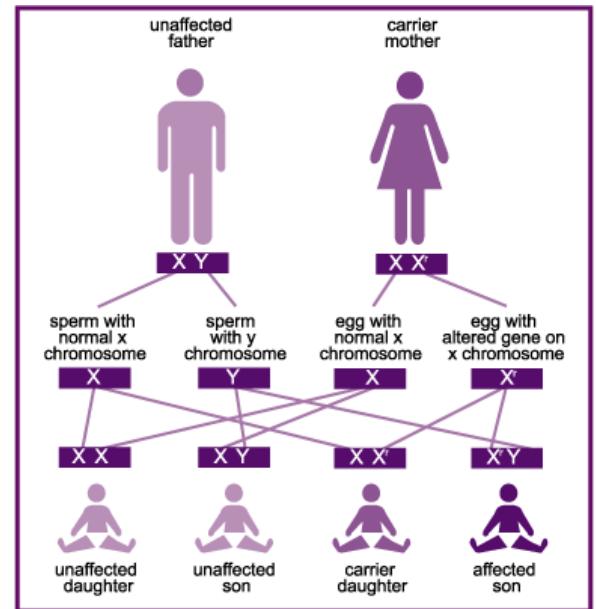 unaffected
father
carrier
mother
X Y
X Xʳ
sperm with
normal x
chromosome
sperm
with y
chromosome
egg with
normal x
chromosome
egg with
altered gene on
x chromosome
X
Y
X
Xʳ
X X
X Y
X Xʳ
Xʳ Y
unaffected
daughter
unaffected
son
carrier
daughter
affected
son